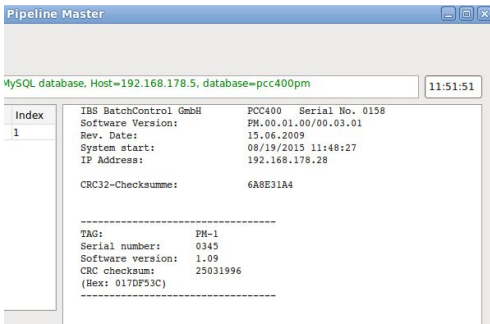 Pipeline Master
MySQL database, Host=192.168.178.5, database=pcc400pm
11:51:51
Index
1
IBS BatchControl GmbH PCC400 Serial No. 0158
Software Version: PM.00.01.00/00.03.01
Rev. Date: 15.06.2009
System start: 08/19/2015 11:48:27
IP Address: 192.168.178.28
CRC32-Checksumme: 6A8E31A4
----------------------------------
TAG: PM-1
Serial number: 0345
Software version: 1.09
CRC checksum: 25031996
(Hex: 017DF53C)
----------------------------------